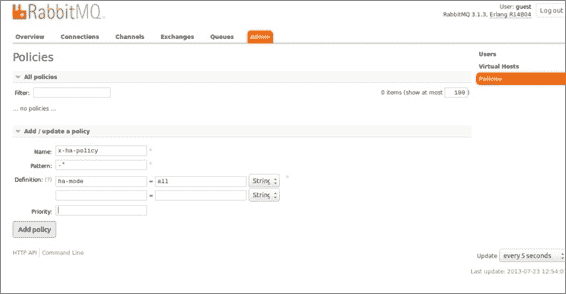 RabbitMQ
User: guest
RabbitMQ 3.1.3, Erlang R14B04
Log out
Overview Connections Channels Exchanges Queues Admin
Policies
Users
Virtual Hosts
Policies
All policies
Filter:
0 items (show at most 100 )
... no policies ...
Add / update a policy
Name: x-ha-policy *
Pattern: .* *
Definition: (?) ha-mode = all String *
= String
Priority:
Add policy
HTTP API | Command Line
Update every 5 seconds
Last update: 2013-07-23 12:54:0